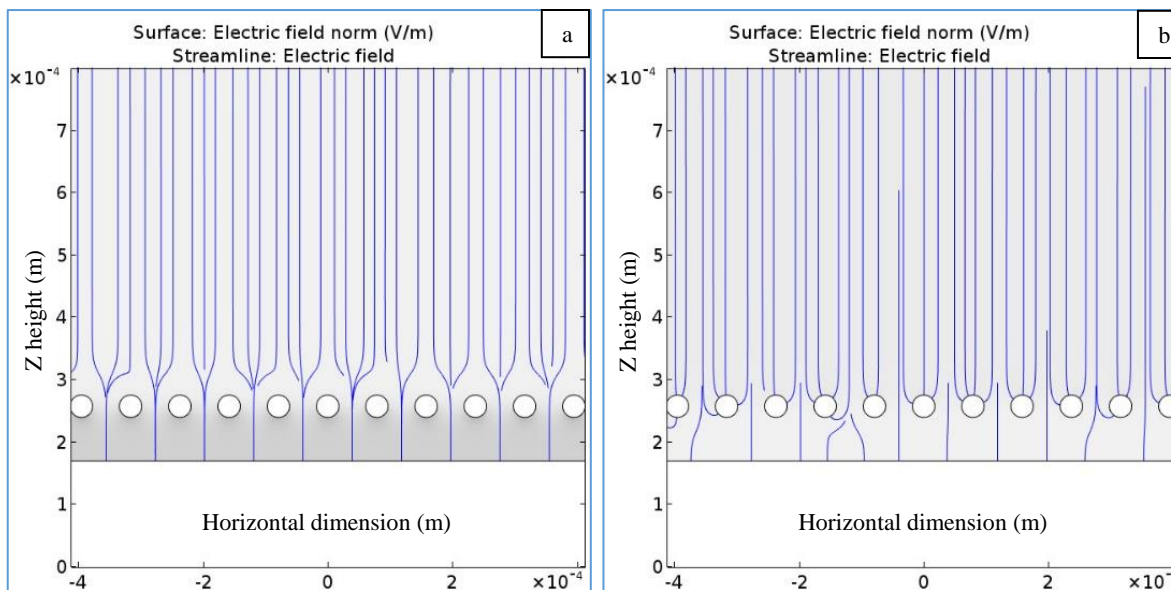 Surface: Electric field norm (V/m)
a
Streamline: Electric field
×10⁻⁴
7
6
5
4
3
2
1
0
Z height (m)
Horizontal dimension (m)
-4
-2
0
2
×10⁻⁴
Surface: Electric field norm (V/m)
b
Streamline: Electric field
×10⁻⁴
7
6
5
4
3
2
1
0
Z height (m)
Horizontal dimension (m)
-4
-2
0
2